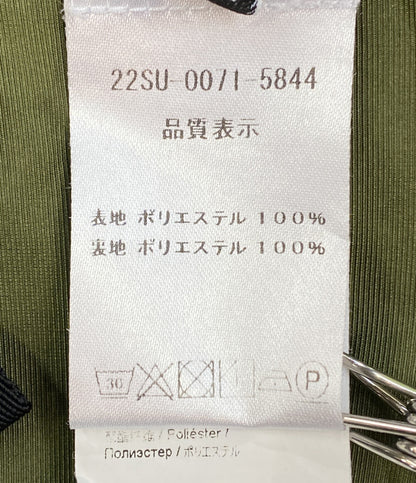 22SU-0071-5844
品質表示
表地 ポリエステル 100%
裏地 ポリエステル 100%
30
P
/ Poliéster /
Полиэстер / ポリエステル